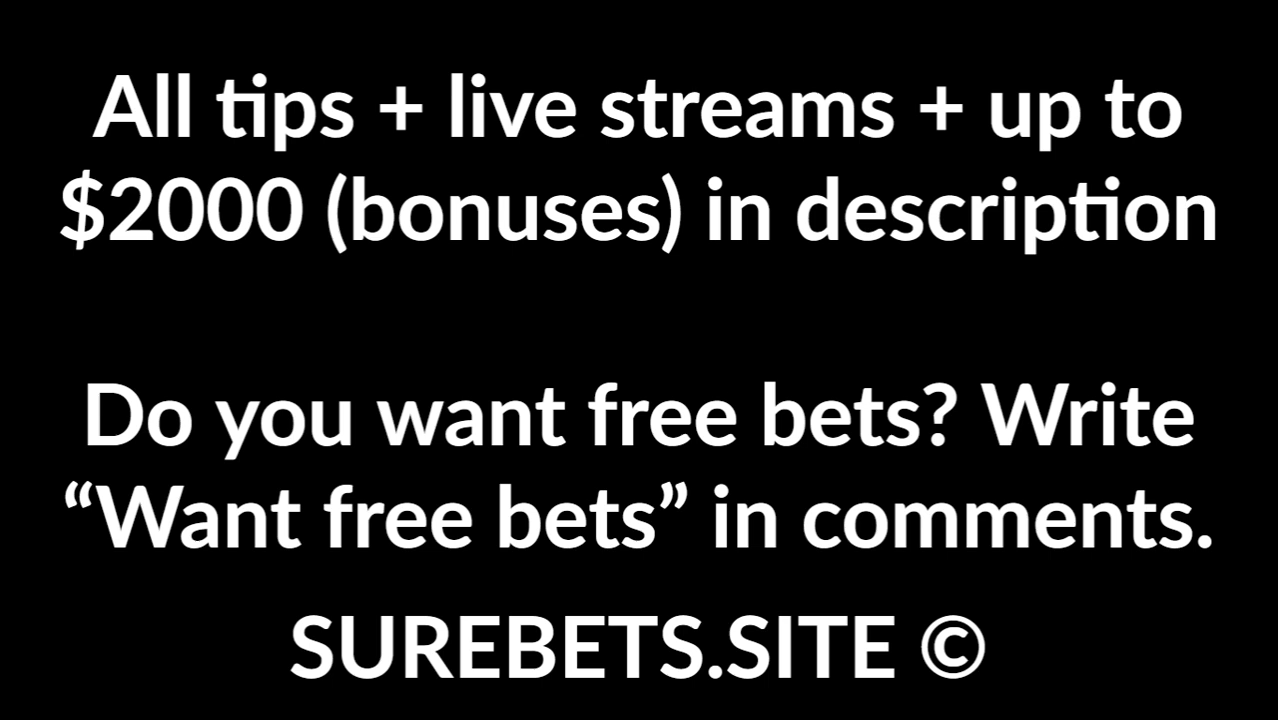 All tips + live streams + up to
$2000 (bonuses) in description
Do you want free bets? Write
“Want free bets” in comments.
SUREBETS.SITE ©